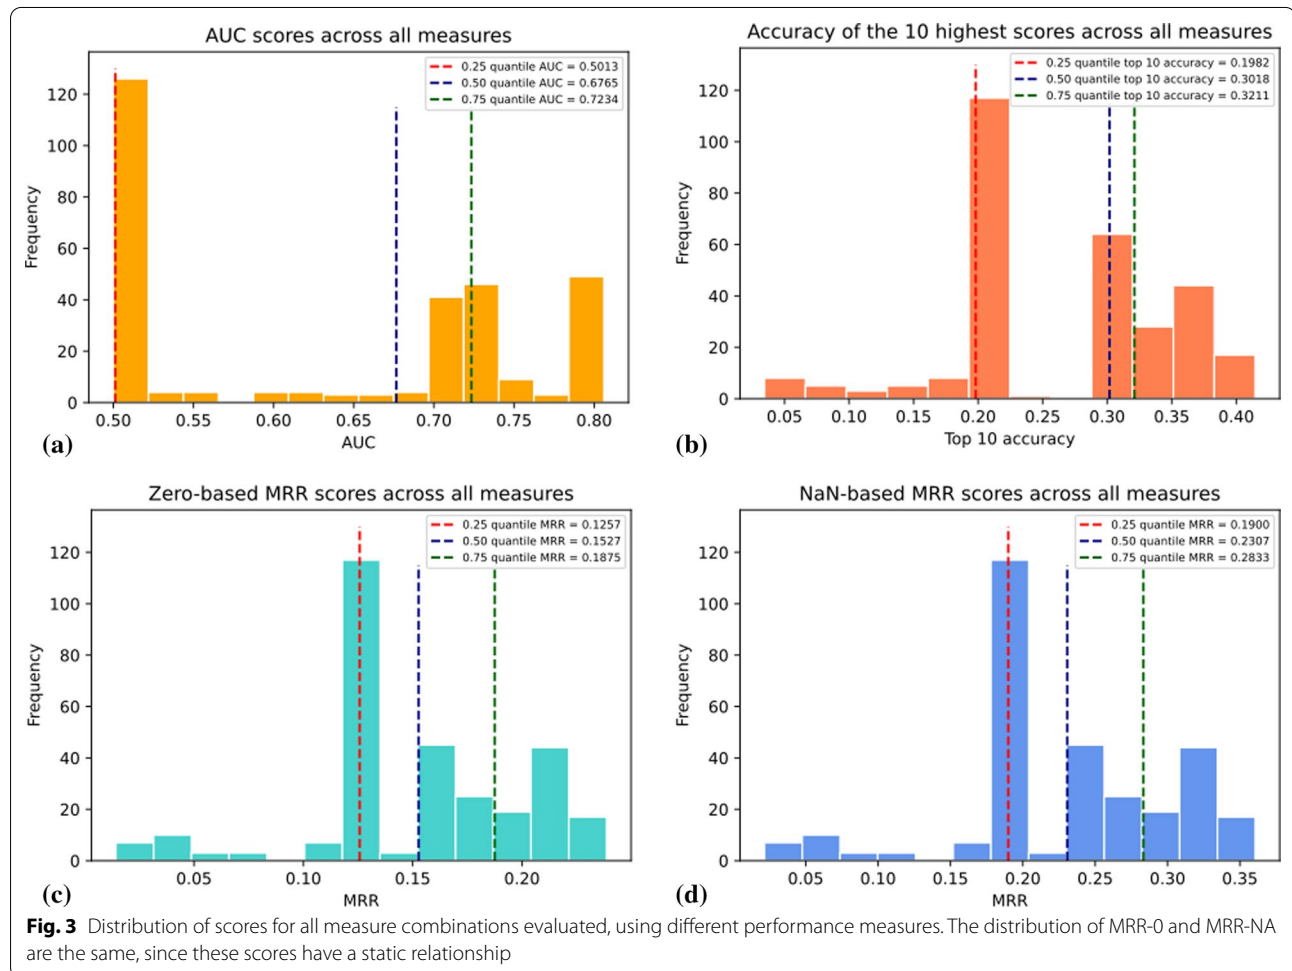 AUC scores across all measures
0.25 quantile AUC = 0.5013
0.50 quantile AUC = 0.6765
0.75 quantile AUC = 0.7234
Frequency
120
100
80
60
40
20
0
0.50 0.55 0.60 0.65 0.70 0.75 0.80
AUC
(a)
Accuracy of the 10 highest scores across all measures
0.25 quantile top 10 accuracy = 0.1982
0.50 quantile top 10 accuracy = 0.3018
0.75 quantile top 10 accuracy = 0.3211
Frequency
120
100
80
60
40
20
0
0.05 0.10 0.15 0.20 0.25 0.30 0.35 0.40
Top 10 accuracy
(b)
Zero-based MRR scores across all measures
0.25 quantile MRR = 0.1257
0.50 quantile MRR = 0.1527
0.75 quantile MRR = 0.1875
Frequency
120
100
80
60
40
20
0
0.05 0.10 0.15 0.20
MRR
(c)
NaN-based MRR scores across all measures
0.25 quantile MRR = 0.1900
0.50 quantile MRR = 0.2307
0.75 quantile MRR = 0.2833
Frequency
120
100
80
60
40
20
0
0.05 0.10 0.15 0.20 0.25 0.30 0.35
MRR
(d)
Fig. 3 Distribution of scores for all measure combinations evaluated, using different performance measures. The distribution of MRR-0 and MRR-NA
are the same, since these scores have a static relationship